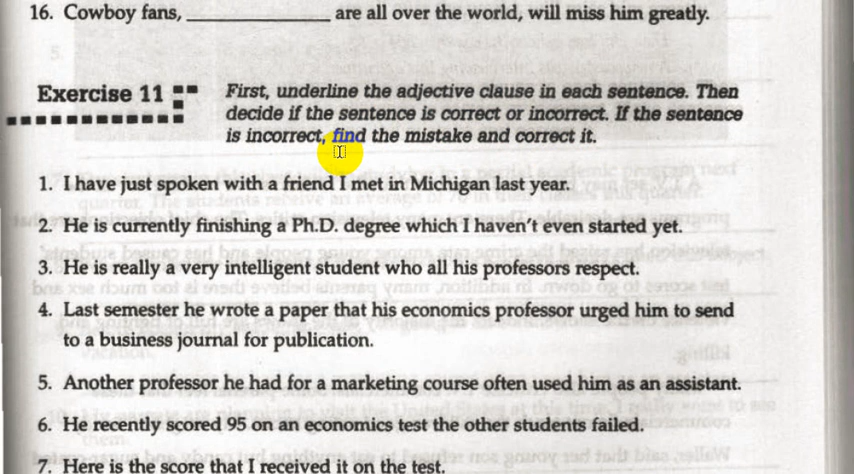 16. Cowboy fans, _______________ are all over the world, will miss him greatly.
Exercise 11
First, underline the adjective clause in each sentence. Then
decide if the sentence is correct or incorrect. If the sentence
is incorrect, find the mistake and correct it.
1. I have just spoken with a friend I met in Michigan last year.
2. He is currently finishing a Ph.D. degree which I haven't even started yet.
3. He is really a very intelligent student who all his professors respect.
4. Last semester he wrote a paper that his economics professor urged him to send
to a business journal for publication.
5. Another professor he had for a marketing course often used him as an assistant.
6. He recently scored 95 on an economics test the other students failed.
7. Here is the score that I received it on the test.